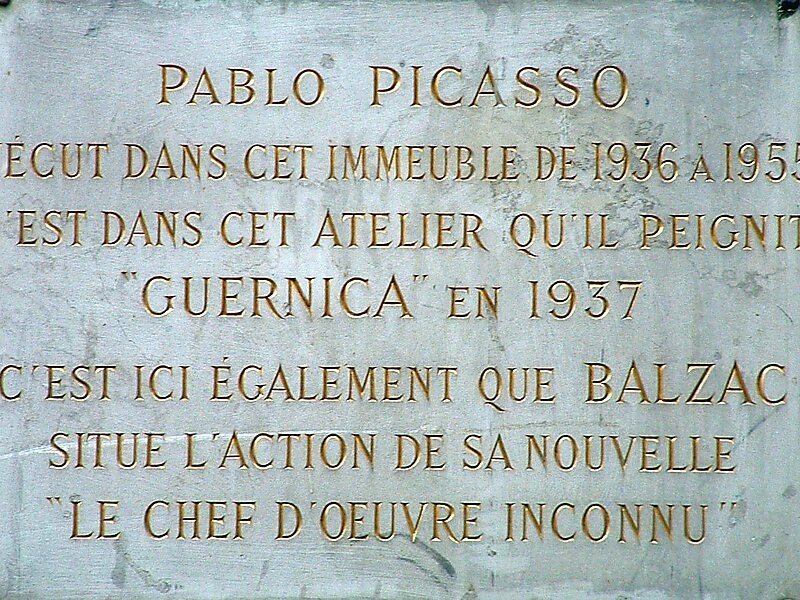 PABLO PICASSO
VÉCUT DANS CET IMMEUBLE DE 1936 À 1955
C'EST DANS CET ATELIER QU'IL PEIGNIT
"GUERNICA" EN 1937
C'EST ICI ÉGALEMENT QUE BALZAC
SITUE L'ACTION DE SA NOUVELLE
"LE CHEF D'OEUVRE INCONNU"